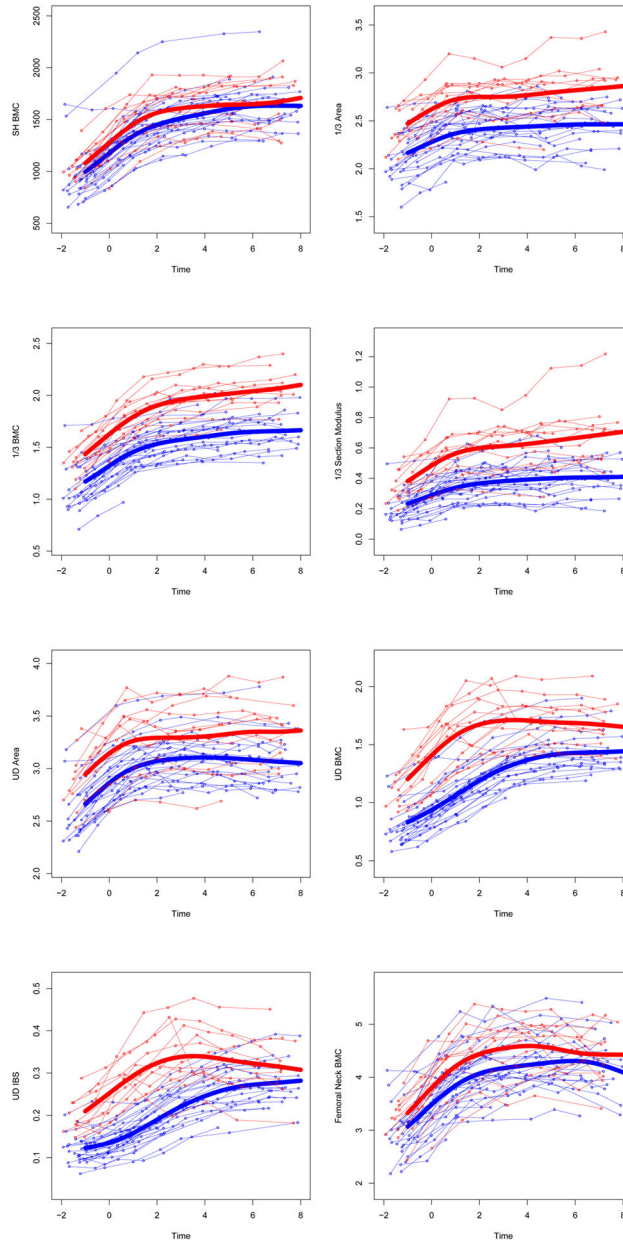 SH BMC
500 1000 1500 2000 2500
−2 0 2 4 6 8
Time
1/3 Area
1.5 2.0 2.5 3.0 3.5
−2 0 2 4 6 8
Time
1/3 BMC
0.5 1.0 1.5 2.0 2.5
−2 0 2 4 6 8
Time
1/3 Section Modulus
0.0 0.2 0.4 0.6 0.8 1.0 1.2
−2 0 2 4 6 8
Time
UD Area
2.0 2.5 3.0 3.5 4.0
−2 0 2 4 6 8
Time
UD BMC
0.5 1.0 1.5 2.0
−2 0 2 4 6 8
Time
UD IBS
0.1 0.2 0.3 0.4 0.5
−2 0 2 4 6 8
Time
Femoral Neck BMC
2 3 4 5
−2 0 2 4 6 8
Time